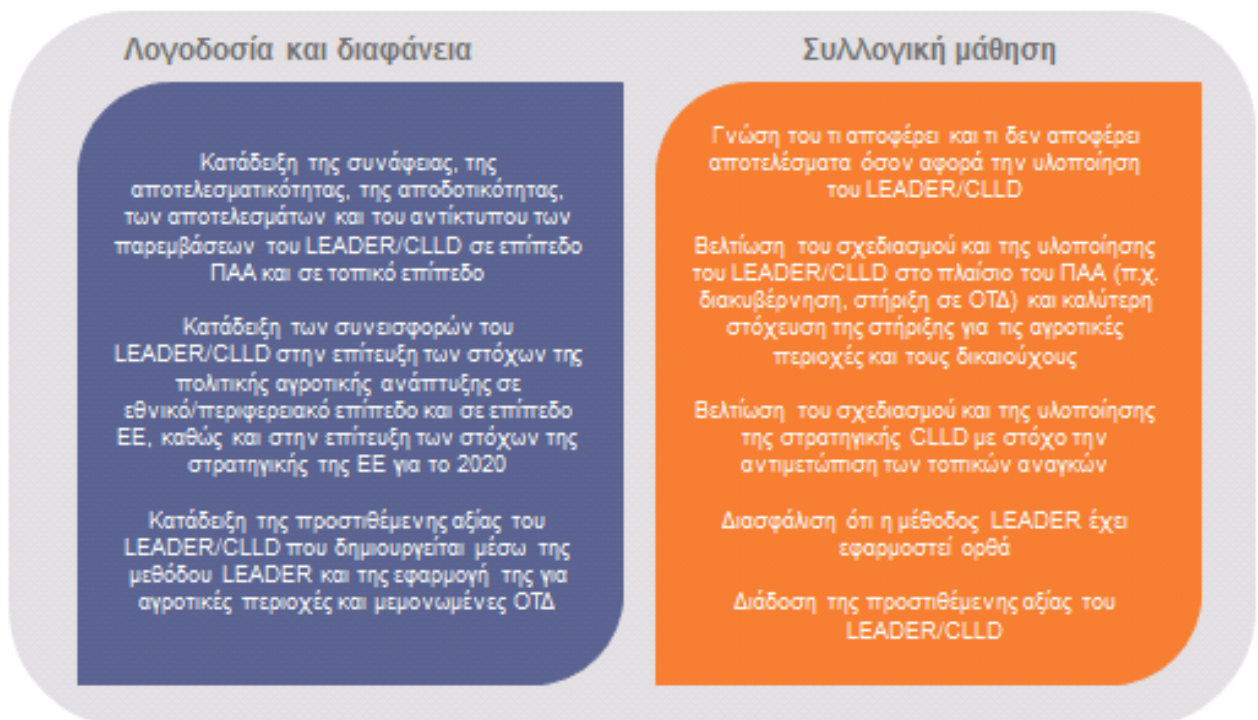 Λογοδοσία και διαφάνεια
Κατάδειξη της συνάφειας, της
αποτελεσματικότητας, της αποδοτικότητας,
των αποτελεσμάτων και του αντίκτυπου των
παρεμβάσεων του LEADER/CLLD σε επίπεδο
ΠΑΑ και σε τοπικό επίπεδο
Κατάδειξη των συνεισφορών του
LEADER/CLLD στην επίτευξη των στόχων της
πολιτικής αγροτικής ανάπτυξης σε
εθνικό/περιφερειακό επίπεδο και σε επίπεδο
ΕΕ, καθώς και στην επίτευξη των στόχων της
στρατηγικής της ΕΕ για το 2020
Κατάδειξη της προστιθέμενης αξίας του
LEADER/CLLD που δημιουργείται μέσω της
μεθόδου LEADER και της εφαρμογή της για
αγροτικές περιοχές και μεμονωμένες ΟΤΔ
Συλλογική μάθηση
Γνώση του τι αποφέρει και τι δεν αποφέρει
αποτελέσματα όσον αφορά την υλοποίηση
του LEADER/CLLD
Βελτίωση του σχεδιασμού και της υλοποίησης
του LEADER/CLLD στο πλαίσιο του ΠΑΑ (π.χ.
διακυβέρνηση, στήριξη σε ΟΤΔ) και καλύτερη
στόχευση της στήριξης για τις αγροτικές
περιοχές και τους δικαιούχους
Βελτίωση του σχεδιασμού και της υλοποίησης
της στρατηγικής CLLD με στόχο την
αντιμετώπιση των τοπικών αναγκών
Διασφάλιση ότι η μέθοδος LEADER έχει
εφαρμοστεί ορθά
Διάδοση της προστιθέμενης αξίας του
LEADER/CLLD